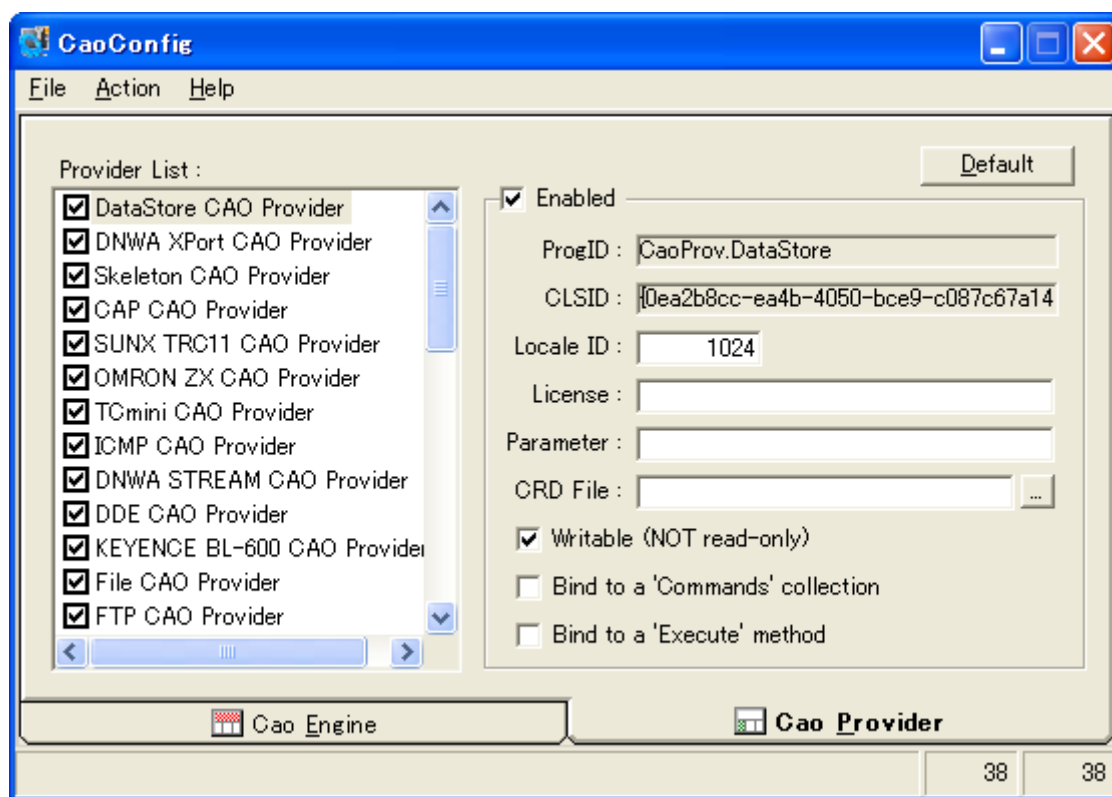 CaoConfig
File Action Help
Provider List :
Default
DataStore CAO Provider
DNWA XPort CAO Provider
Skeleton CAO Provider
CAP CAO Provider
SUNX TRC11 CAO Provider
OMRON ZX CAO Provider
TCmini CAO Provider
ICMP CAO Provider
DNWA STREAM CAO Provider
DDE CAO Provider
KEYENCE BL-600 CAO Provider
File CAO Provider
FTP CAO Provider
Enabled
ProgID : CaoProv.DataStore
CLSID : {0ea2b8cc-ea4b-4050-bce9-c087c67a14
Locale ID : 1024
License :
Parameter :
CRD File : ...
Writable (NOT read-only)
Bind to a 'Commands' collection
Bind to a 'Execute' method
Cao Engine Cao Provider
38 38